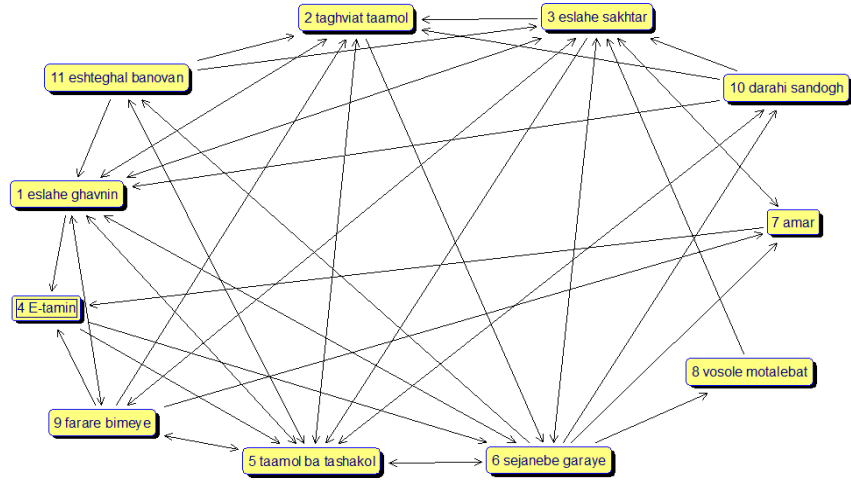 2 taghviat taamol
3 eslahe sakhtar
11 eshteghal banovan
10 darahi sandogh
1 eslahe ghavnin
7 amar
4 E-tamin
8 vosole motalebat
9 farare bimeye
5 taamol ba tashakol
6 sejanebe garaye